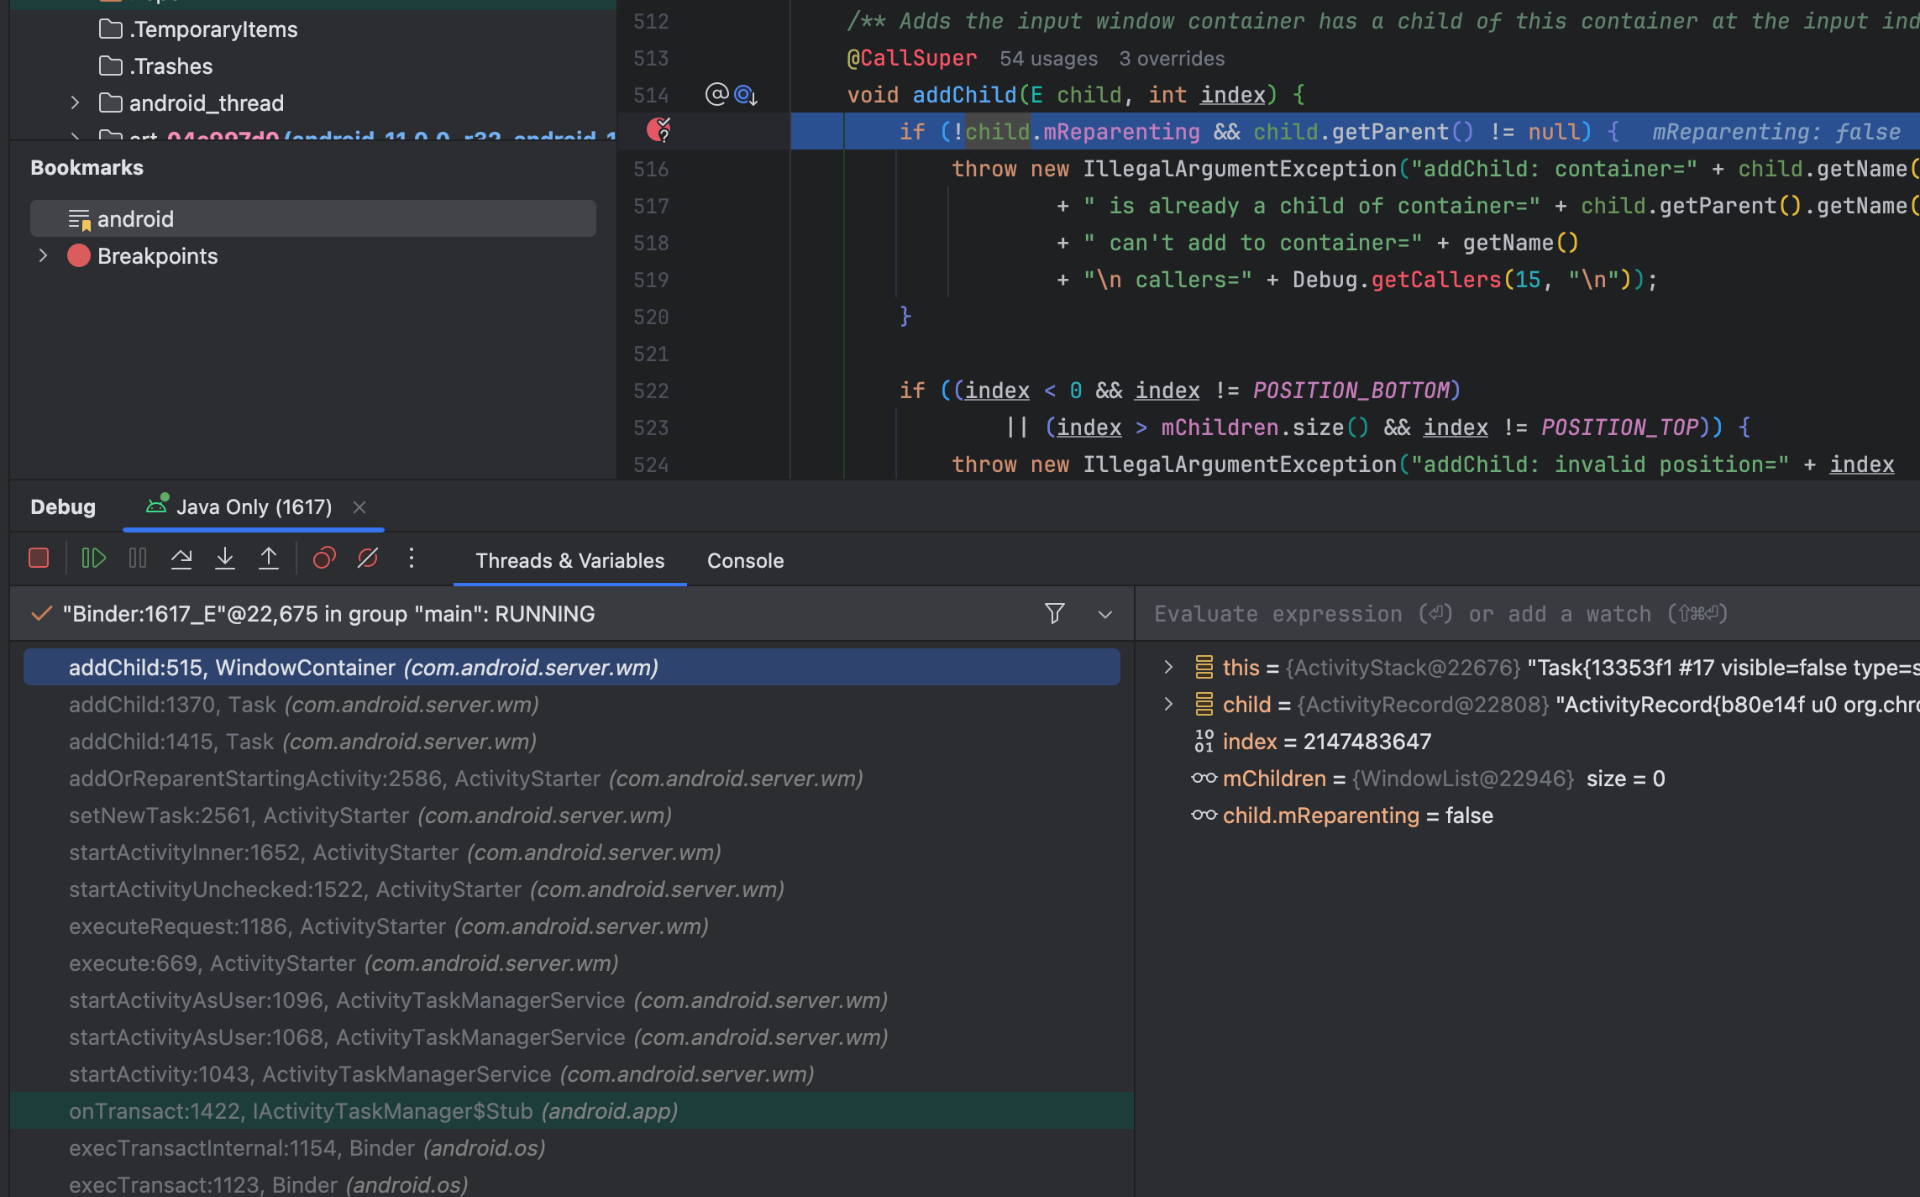 .TemporaryItems
.Trashes
android_thread
Bookmarks
android
Breakpoints
512 /** Adds the input window container has a child of this container at the input ind
513 @CallSuper 54 usages 3 overrides
514 void addChild(E child, int index) {
if (!child.mReparenting && child.getParent() != null) { mReparenting: false
516 throw new IllegalArgumentException("addChild: container=" + child.getName(
517 + " is already a child of container=" + child.getParent().getName(
518 + " can't add to container=" + getName()
519 + "\n callers=" + Debug.getCallers(15, "\n"));
520 }
521
522 if ((index < 0 && index != POSITION_BOTTOM)
523 || (index > mChildren.size() && index != POSITION_TOP)) {
524 throw new IllegalArgumentException("addChild: invalid position=" + index
Debug Java Only (1617)
Threads & Variables Console
"Binder:1617_E"@22,675 in group "main": RUNNING
addChild:515, WindowContainer (com.android.server.wm)
addChild:1370, Task (com.android.server.wm)
addChild:1415, Task (com.android.server.wm)
addOrReparentStartingActivity:2586, ActivityStarter (com.android.server.wm)
setNewTask:2561, ActivityStarter (com.android.server.wm)
startActivityInner:1652, ActivityStarter (com.android.server.wm)
startActivityUnchecked:1522, ActivityStarter (com.android.server.wm)
executeRequest:1186, ActivityStarter (com.android.server.wm)
execute:669, ActivityStarter (com.android.server.wm)
startActivityAsUser:1096, ActivityTaskManagerService (com.android.server.wm)
startActivityAsUser:1068, ActivityTaskManagerService (com.android.server.wm)
startActivity:1043, ActivityTaskManagerService (com.android.server.wm)
onTransact:1422, IActivityTaskManager$Stub (android.app)
execTransactInternal:1154, Binder (android.os)
execTransact:1123, Binder (android.os)
Evaluate expression (⏎) or add a watch (⇧⌘⏎)
this = {ActivityStack@22676} "Task{13353f1 #17 visible=false type=s
child = {ActivityRecord@22808} "ActivityRecord{b80e14f u0 org.chro
index = 2147483647
mChildren = {WindowList@22946} size = 0
child.mReparenting = false